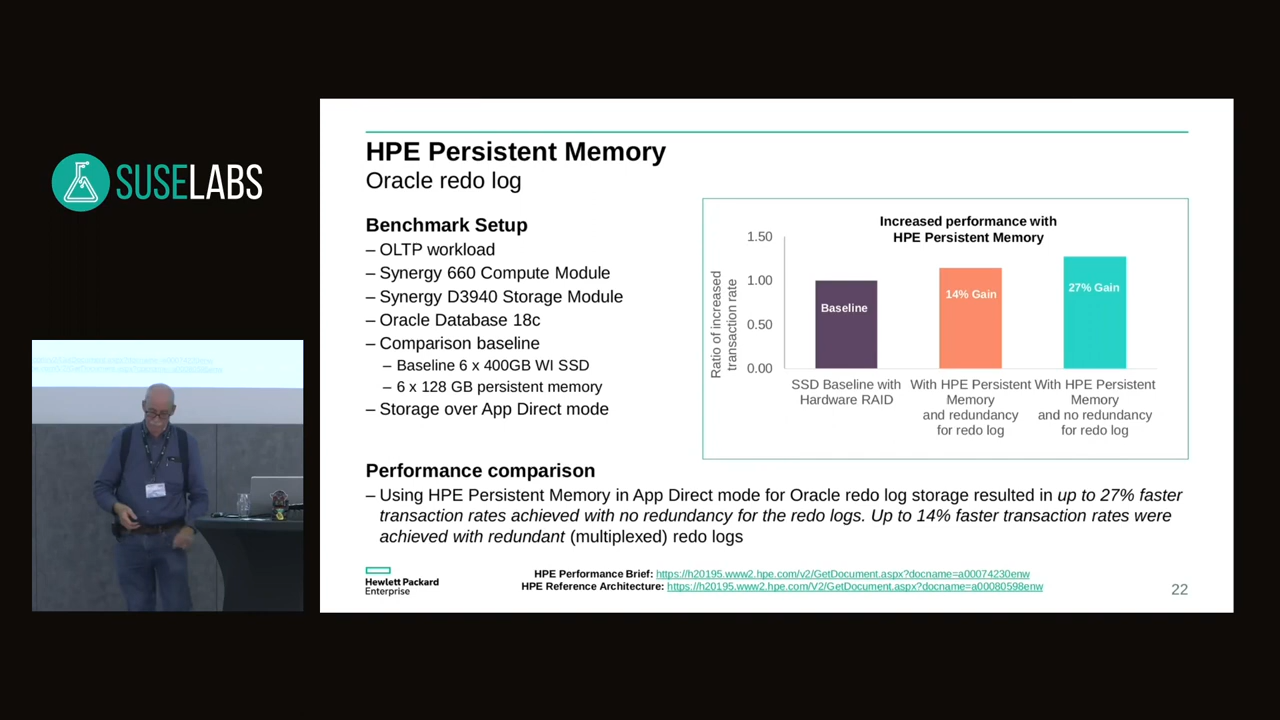 SUSELABS
HPE Persistent Memory
Oracle redo log
Benchmark Setup
– OLTP workload
– Synergy 660 Compute Module
– Synergy D3940 Storage Module
– Oracle Database 18c
– Comparison baseline
– Baseline 6 x 400GB WI SSD
– 6 x 128 GB persistent memory
– Storage over App Direct mode
Increased performance with
HPE Persistent Memory
Ratio of increased
transaction rate
1.50
1.00
0.50
0.00
Baseline
14% Gain
27% Gain
SSD Baseline with
Hardware RAID
With HPE Persistent
Memory
and redundancy
for redo log
With HPE Persistent
Memory
and no redundancy
for redo log
Performance comparison
– Using HPE Persistent Memory in App Direct mode for Oracle redo log storage resulted in up to 27% faster
transaction rates achieved with no redundancy for the redo logs. Up to 14% faster transaction rates were
achieved with redundant (multiplexed) redo logs
Hewlett Packard
Enterprise
HPE Performance Brief: https://h20195.www2.hpe.com/v2/GetDocument.aspx?docname=a00074230enw
HPE Reference Architecture: https://h20195.www2.hpe.com/V2/GetDocument.aspx?docname=a00080598enw
22